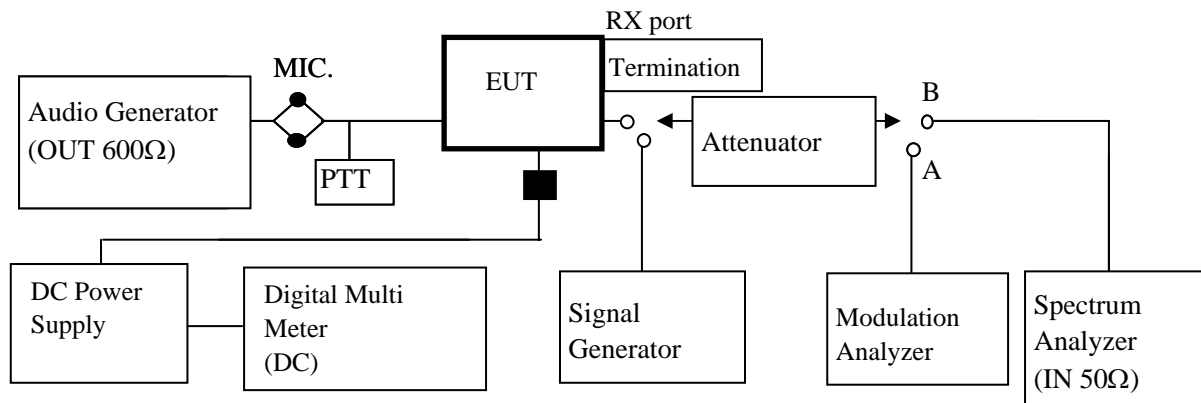 RX port
Termination
EUT
MIC.
Audio Generator
(OUT 600Ω)
PTT
Attenuator
B
A
DC Power
Supply
Digital Multi
Meter
(DC)
Signal
Generator
Modulation
Analyzer
Spectrum
Analyzer
(IN 50Ω)